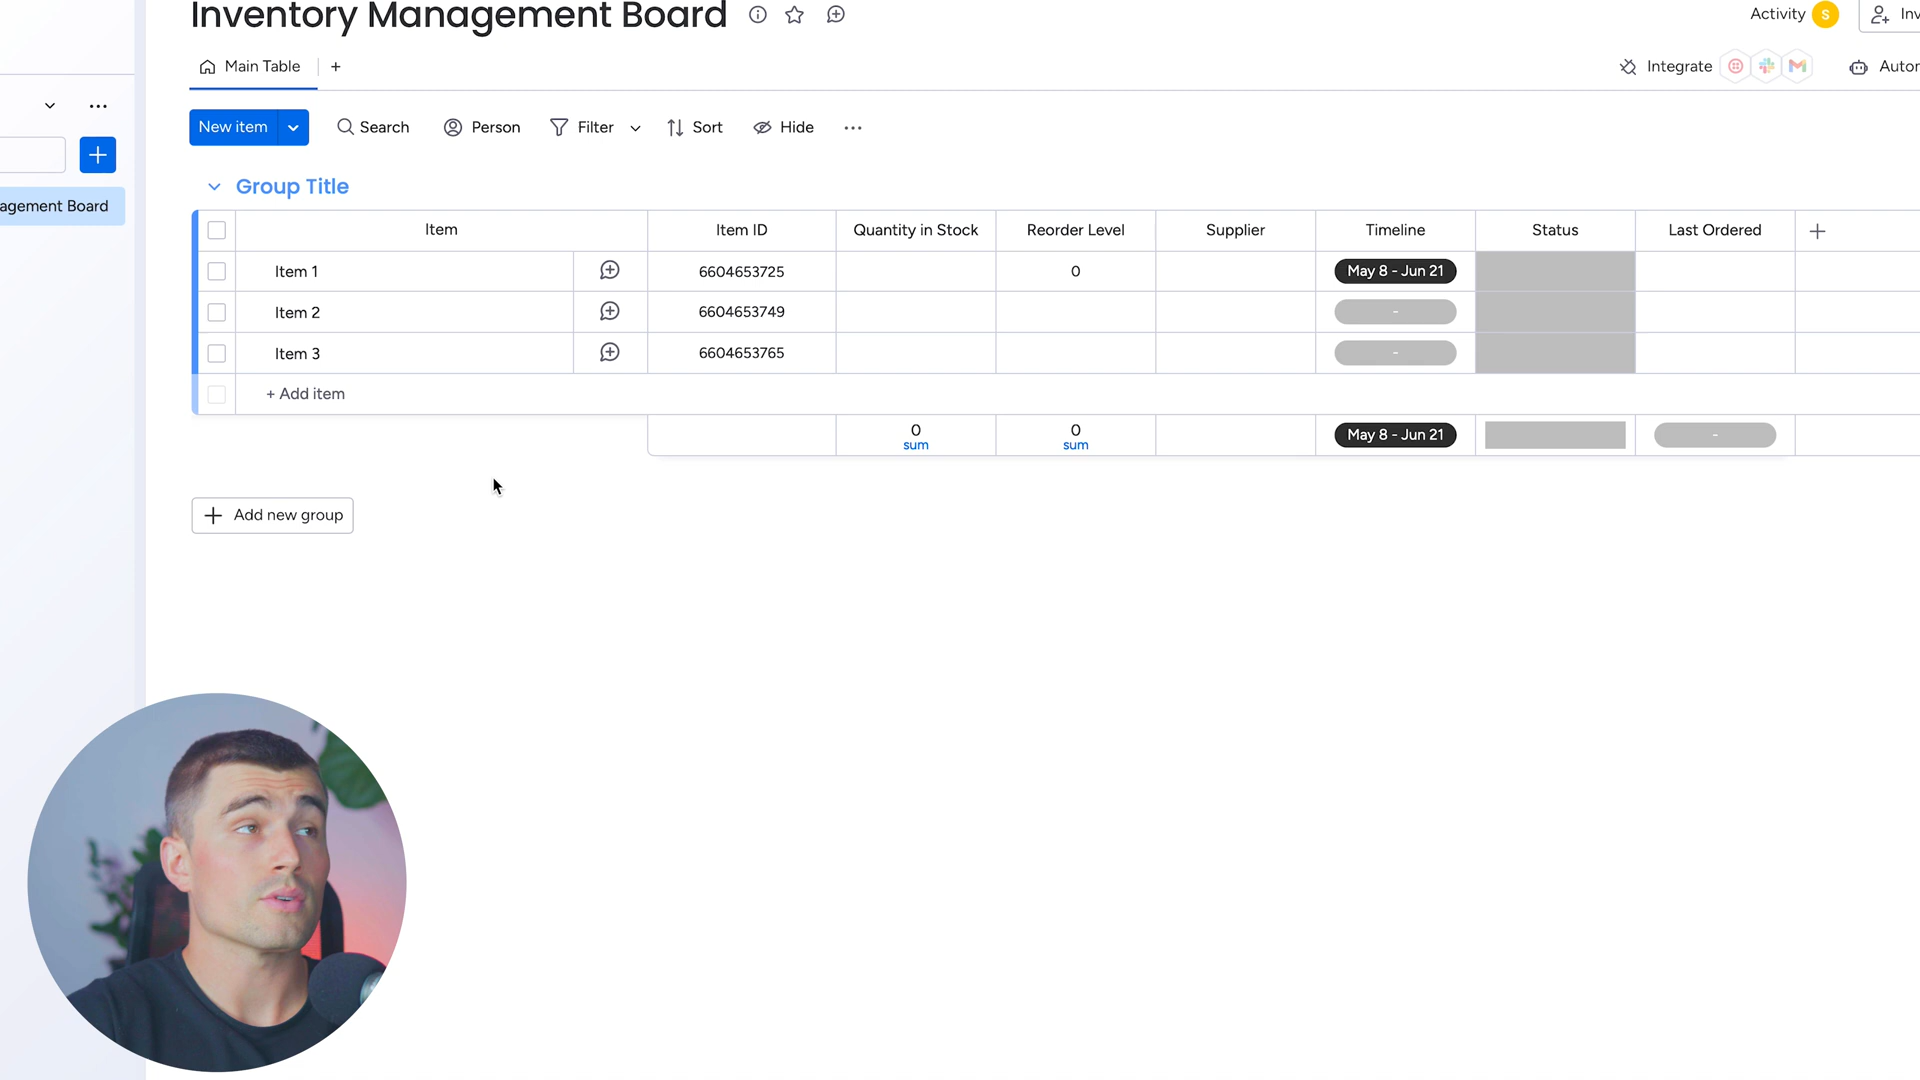 Inventory Management Board
Activity S Inv
Main Table +
Integrate Autor
New item Search Person Filter Sort Hide ...
agement Board
Group Title
Item Item ID Quantity in Stock Reorder Level Supplier Timeline Status Last Ordered +
Item 1 6604653725 0 May 8 - Jun 21
Item 2 6604653749 -
Item 3 6604653765 -
+ Add item
0 0 May 8 - Jun 21 -
sum sum
+ Add new group